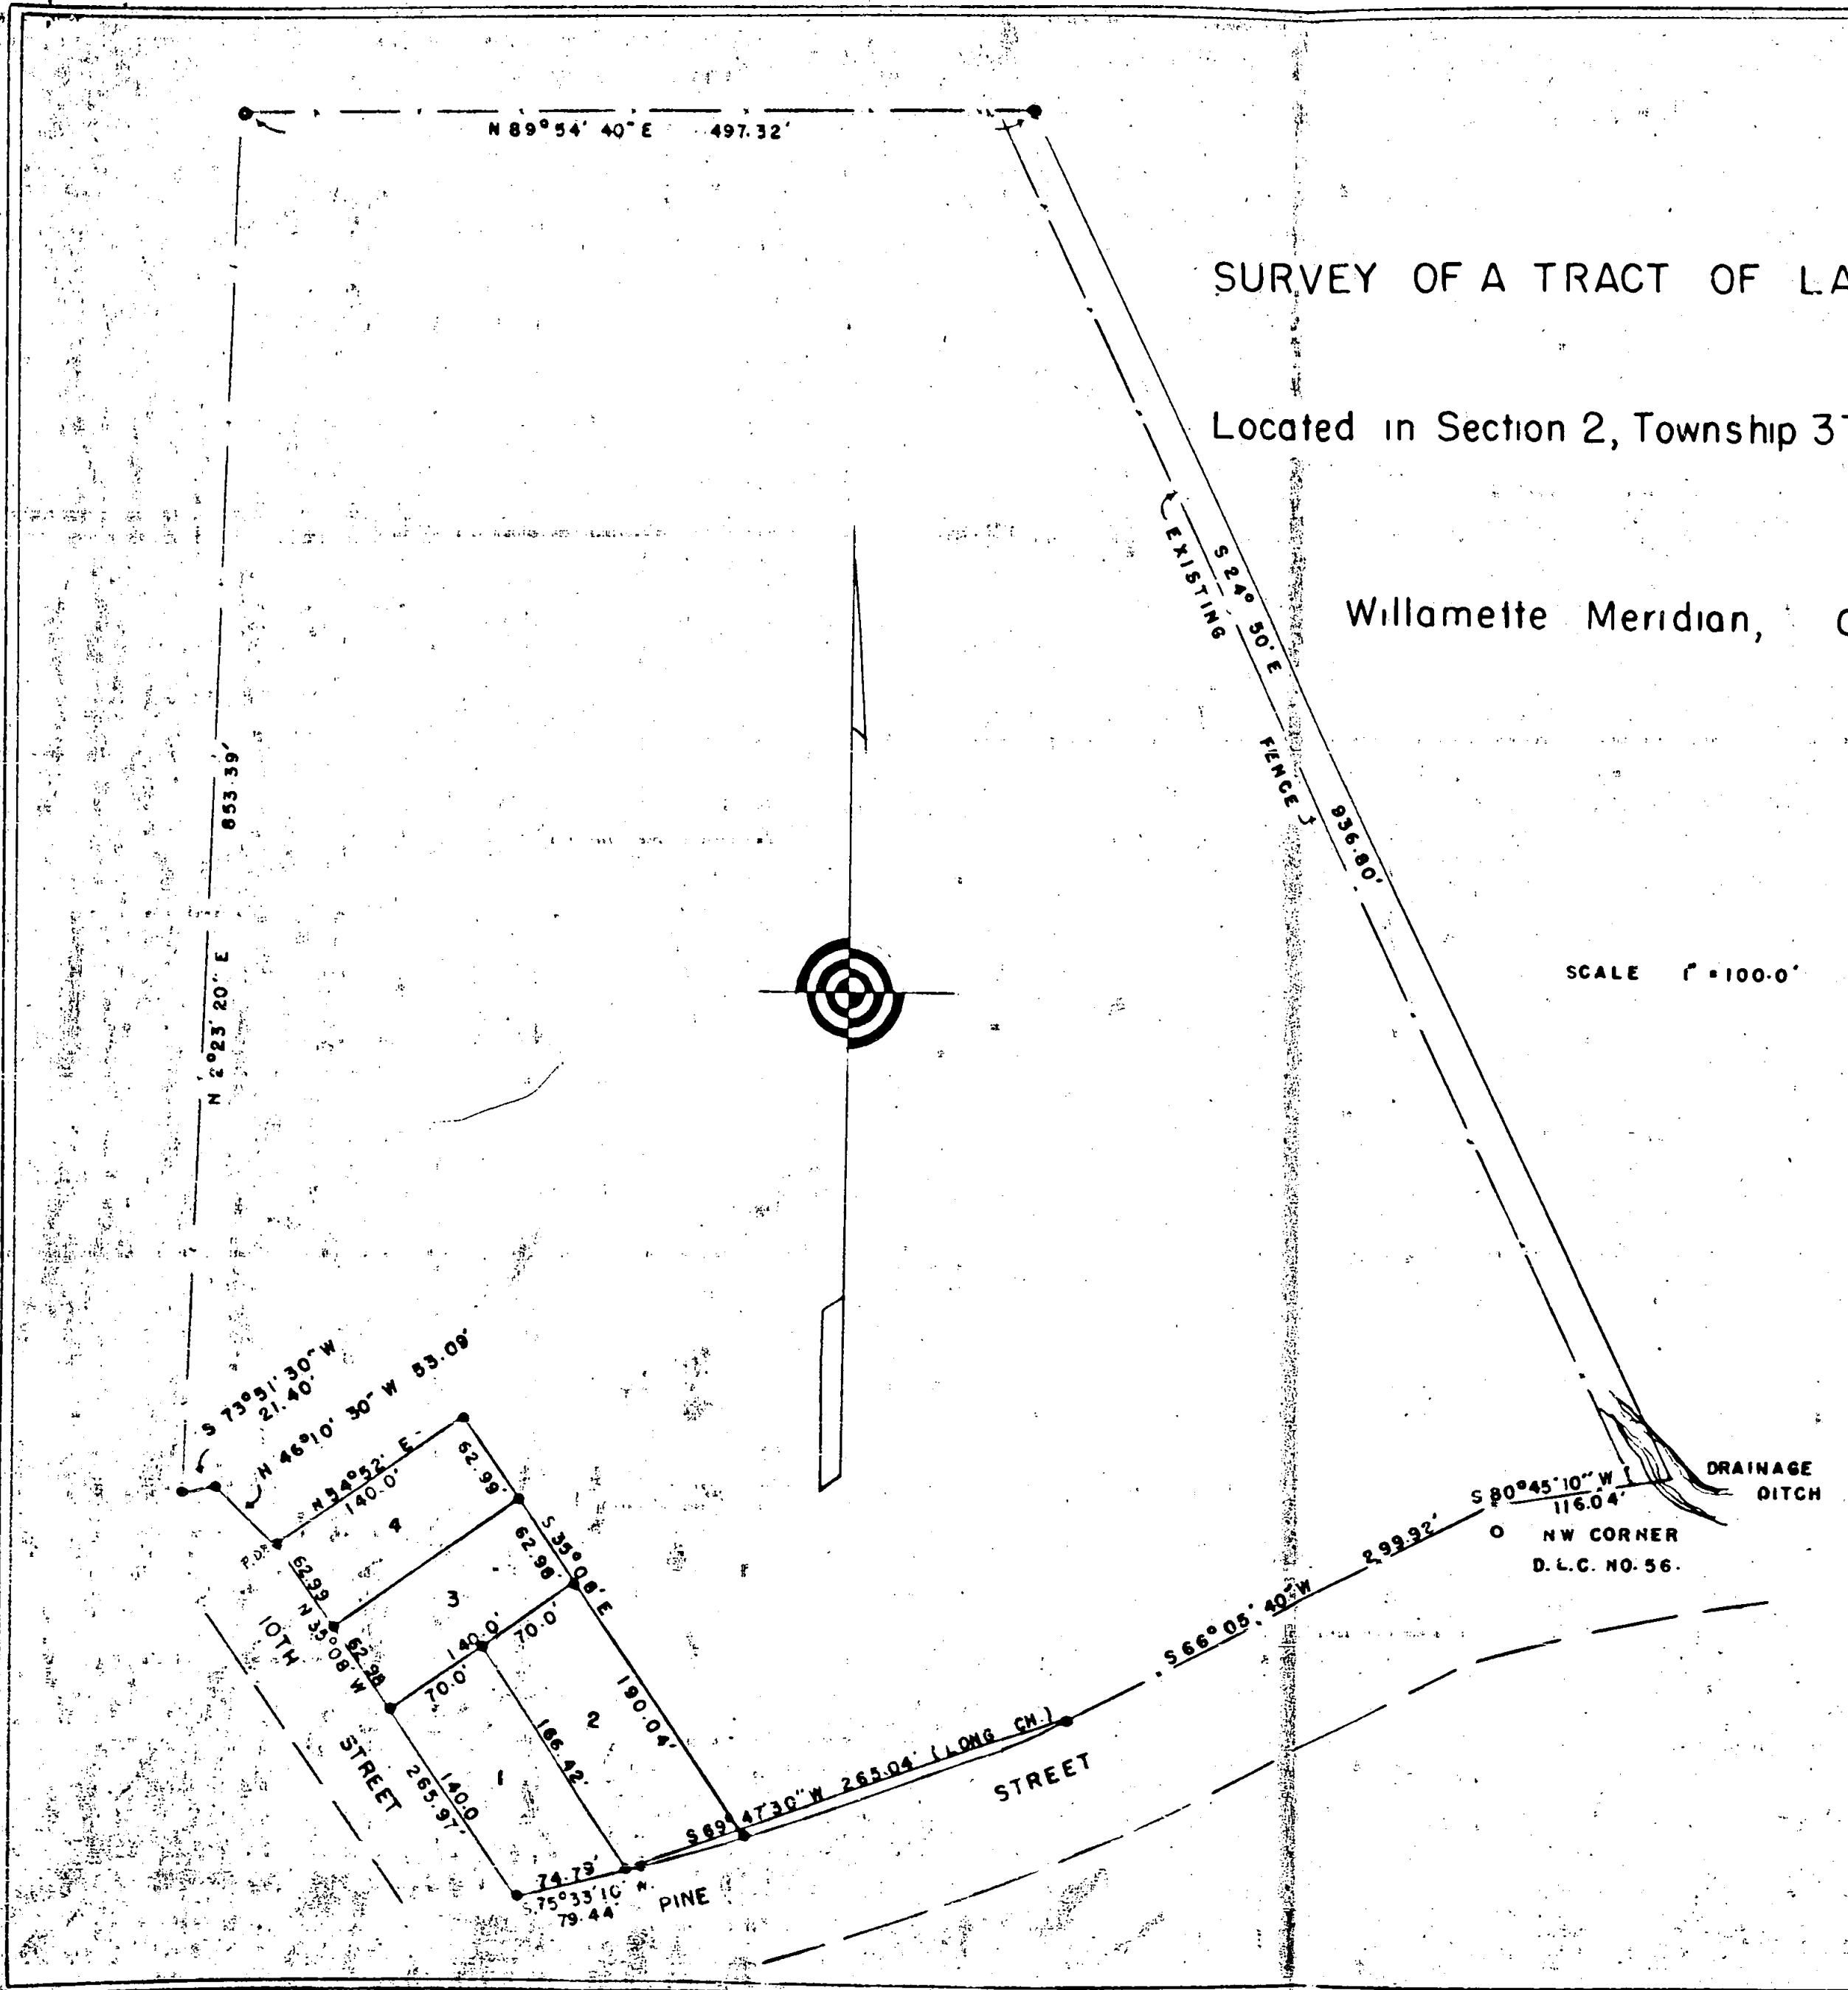 N 89° 54' 40" E 497.32'
SURVEY OF A TRACT OF LA
Located in Section 2, Township 37
Willamette Meridian,
EXISTING
FENCE
S 24° 50' E
936.80'
853.39'
N 2° 23' 20" E
SCALE 1" = 100.0'
S 73° 51' 30" W
21.40'
N 46° 10' 30" W 53.09'
N 54° 52' E
140.0'
62.99'
4
62.99
N 35° 08' W
S 35° 08' E
62.98'
3
62.98
140.0'
70.0'
70.0'
10TH
STREET
190.04'
2
166.42'
1
140.0
265.97'
74.79'
S. 75° 33' 10" W.
79.44'
PINE
STREET
S 69° 47' 30" W 265.04' (LONG CH.)
S 66° 05' 40" W
299.92'
S 80° 45' 10" W
116.04'
NW CORNER
D.L.C. NO. 56.
DRAINAGE
DITCH